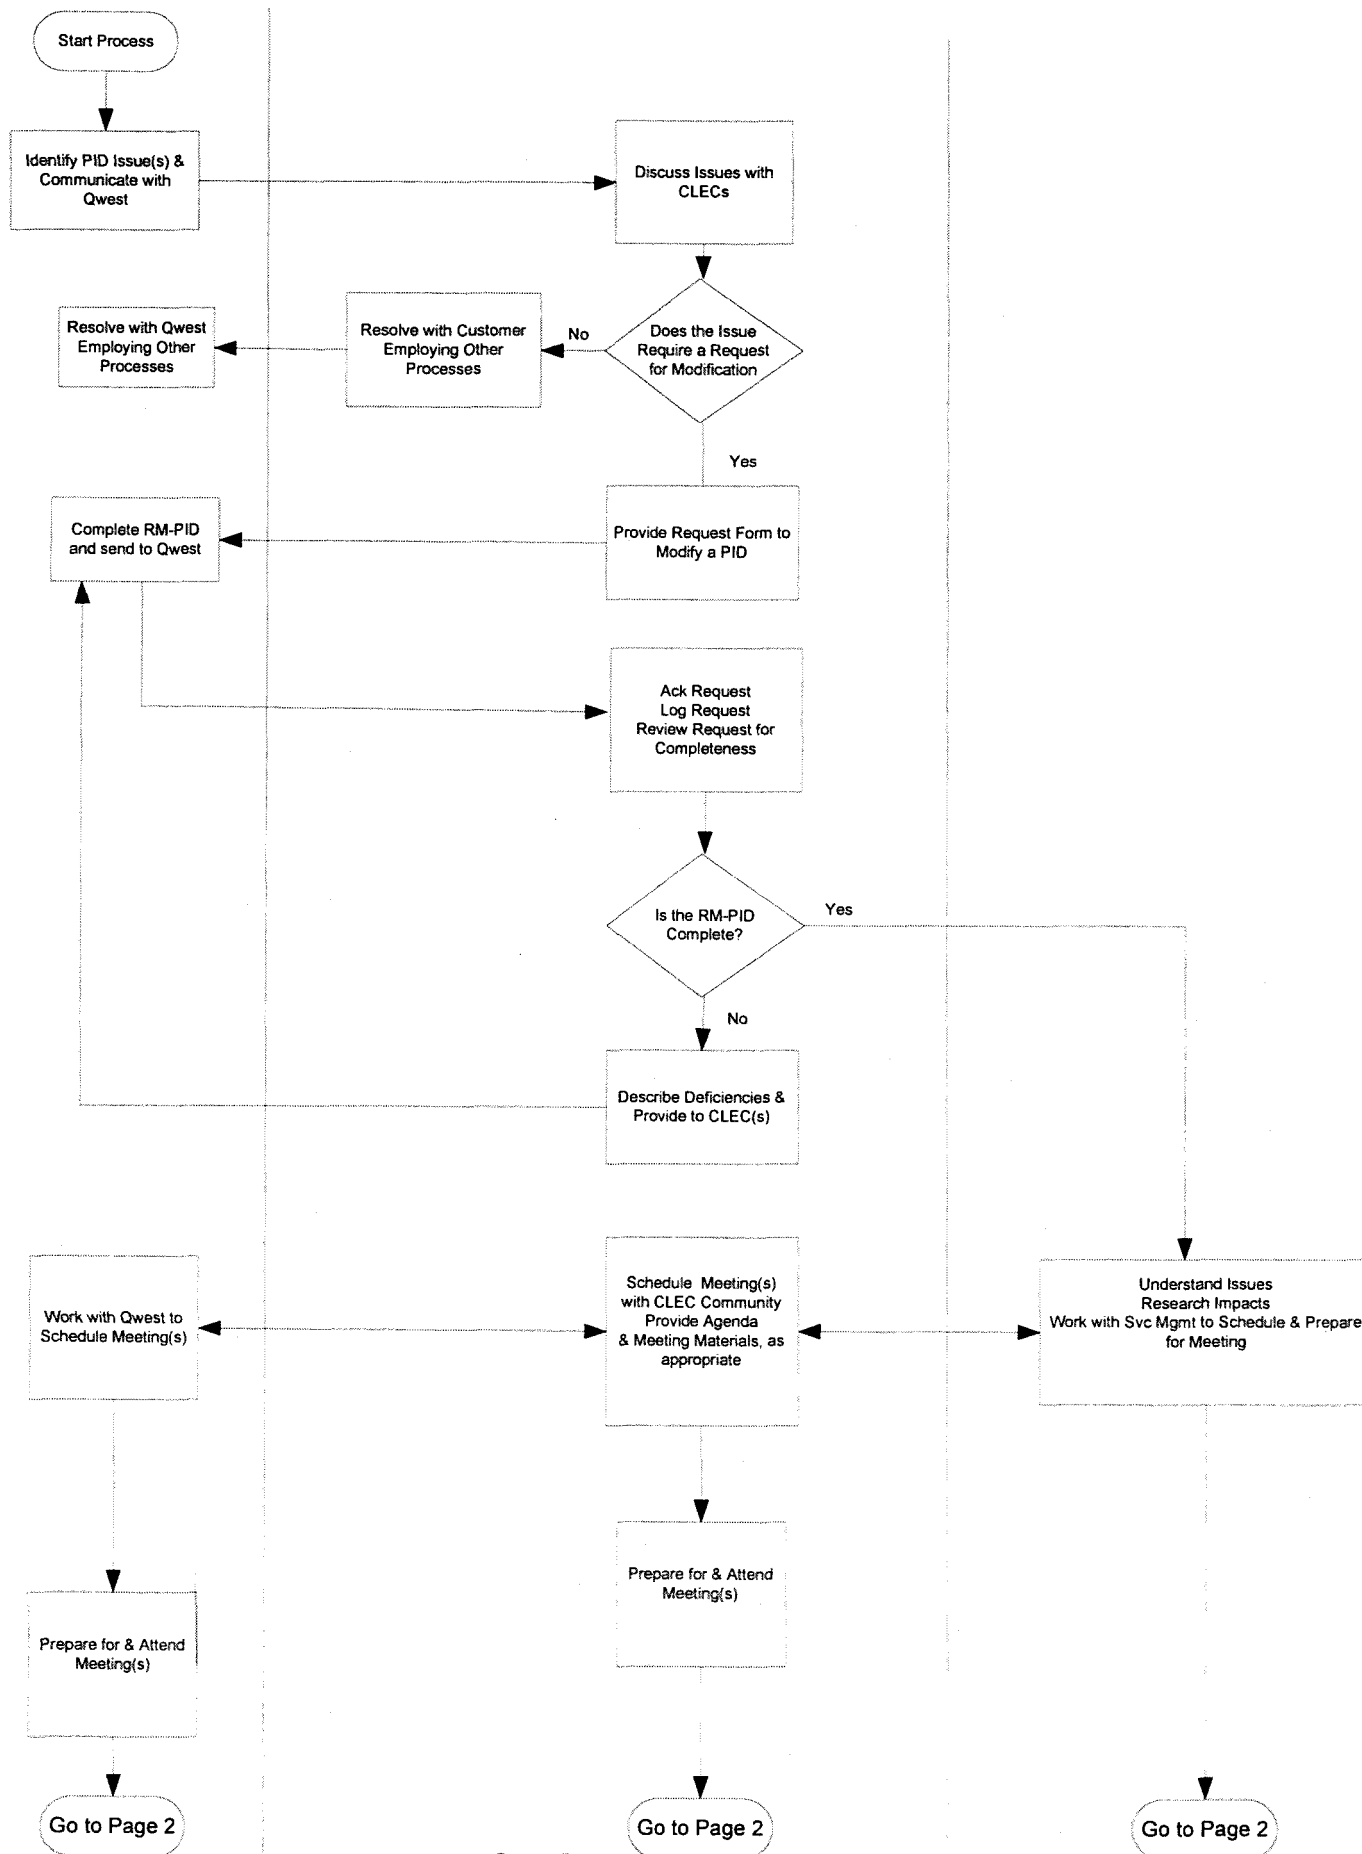 Start Process
Identify PID Issue(s) &
Communicate with
Qwest
Discuss Issues with
CLECs
Resolve with Qwest
Employing Other
Processes
Resolve with Customer
Employing Other
Processes
No
Does the Issue
Require a Request
for Modification
Yes
Complete RM-PID
and send to Qwest
Provide Request Form to
Modify a PID
Ack Request
Log Request
Review Request for
Completeness
Is the RM-PID
Complete?
Yes
No
Describe Deficiencies &
Provide to CLEC(s)
Work with Qwest to
Schedule Meeting(s)
Schedule Meeting(s)
with CLEC Community
Provide Agenda
& Meeting Materials, as
appropriate
Understand Issues
Research Impacts
Work with Svc Mgmt to Schedule & Prepare
for Meeting
Prepare for & Attend
Meeting(s)
Prepare for & Attend
Meeting(s)
Go to Page 2
Go to Page 2
Go to Page 2